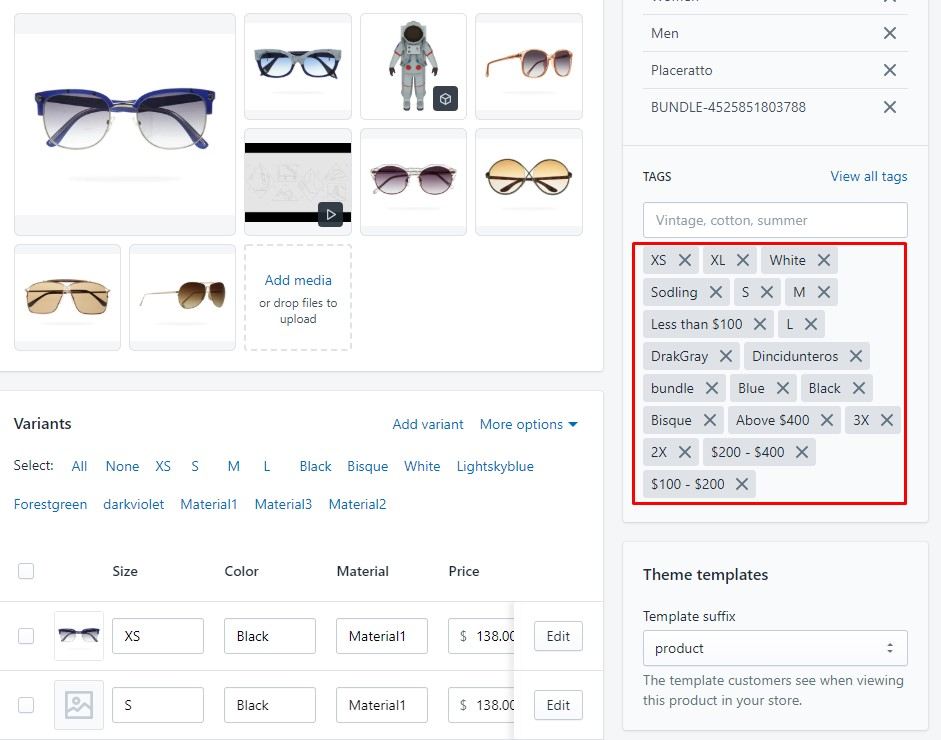 Men
Placeratto
BUNDLE-4525851803788
TAGS View all tags
Vintage, cotton, summer
XS XL White
Sodling S M
Less than $100 L
DrakGray Dincidunteros
bundle Blue Black
Bisque Above $400 3X
2X $200 - $400
$100 - $200
Add media
or drop files to
upload
Variants Add variant More options
Select: All None XS S M L Black Bisque White Lightskyblue
Forestgreen darkviolet Material1 Material3 Material2
Size Color Material Price
XS Black Material1 $ 138.00 Edit
S Black Material1 $ 138.00 Edit
Theme templates
Template suffix
product
The template customers see when viewing
this product in your store.